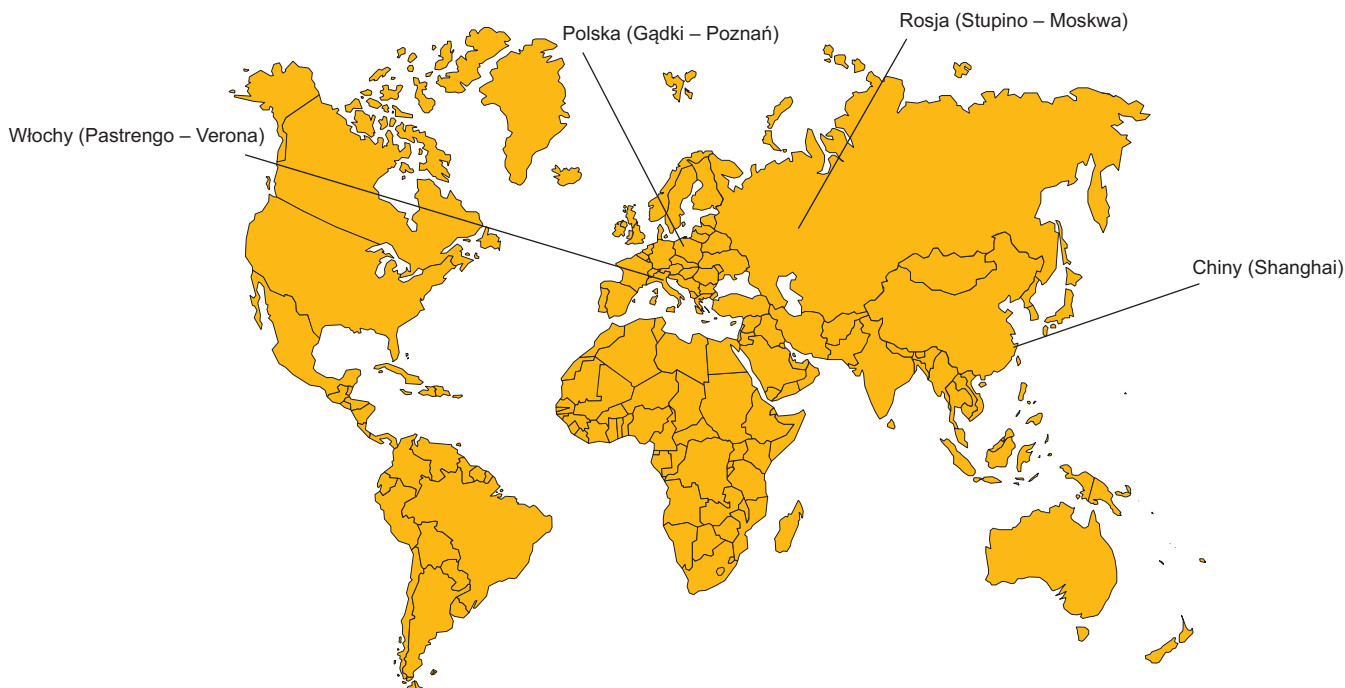 Rosja (Stupino – Moskwa)
Polska (Gądki – Poznań)
Włochy (Pastrengo – Verona)
Chiny (Shanghai)